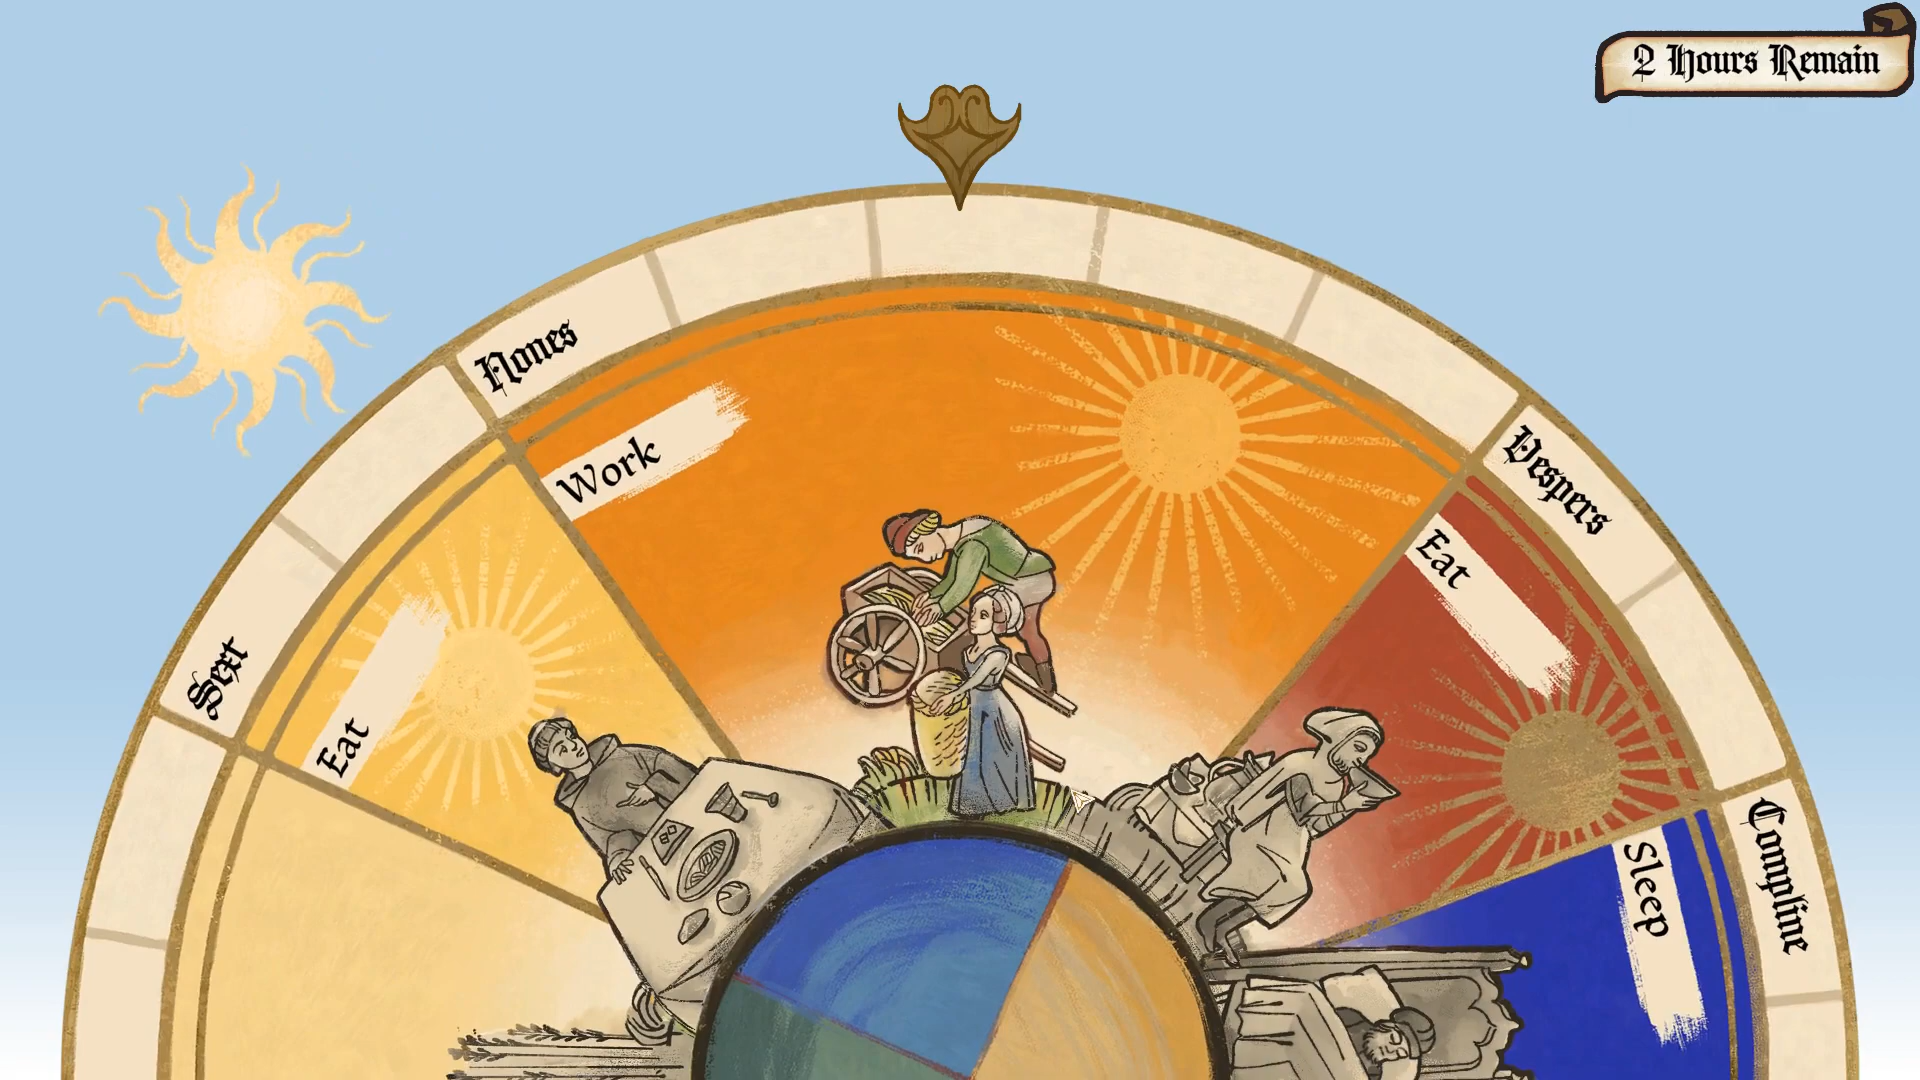 2 Hours Remain
Nones
Work
Vespers
Eat
Sext
Eat
Compline
Sleep